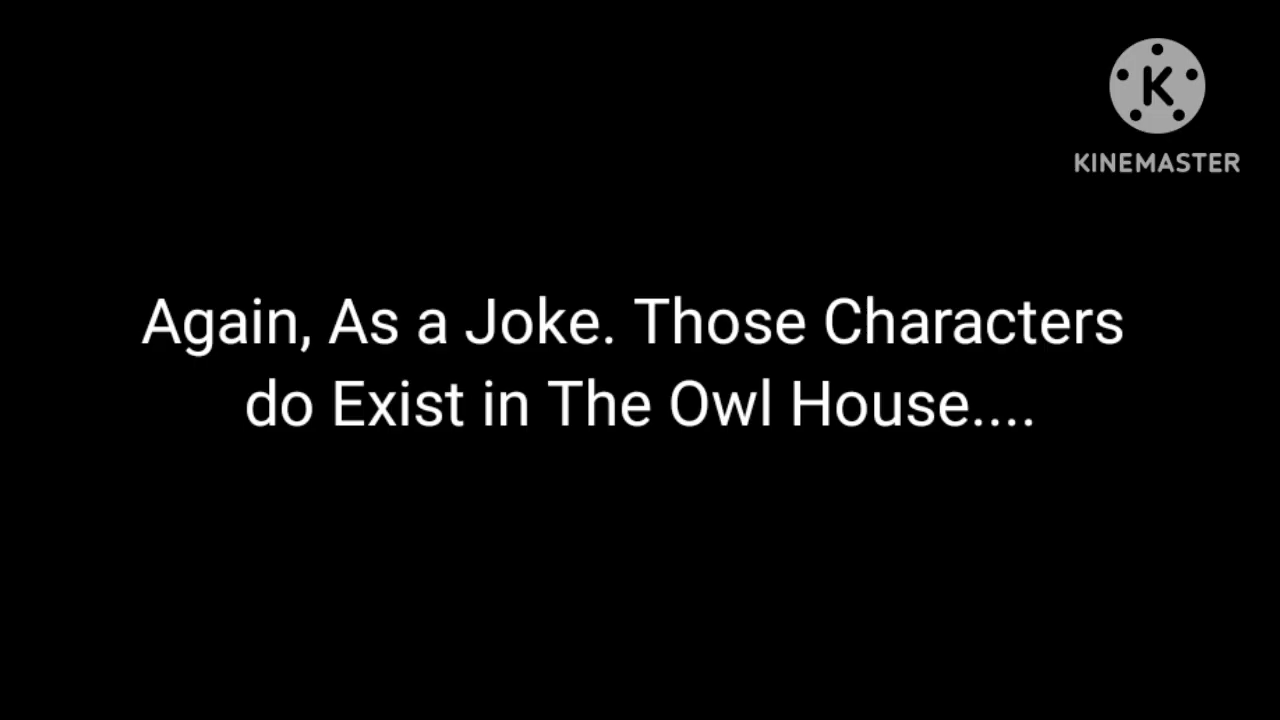 K
KINEMASTER
Again, As a Joke. Those Characters
do Exist in The Owl House....